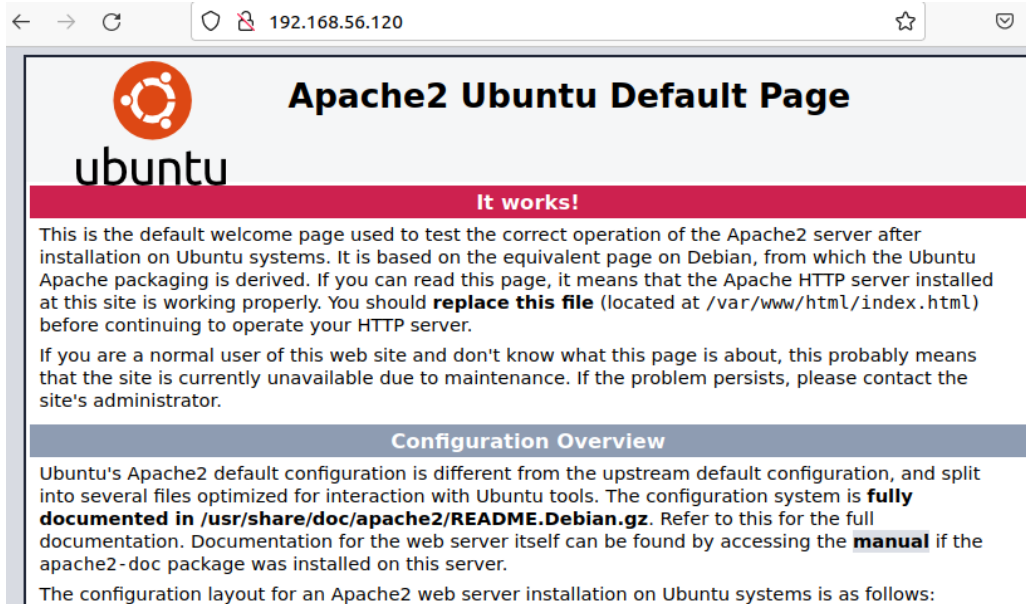 192.168.56.120
Apache2 Ubuntu Default Page
ubuntu
It works!
This is the default welcome page used to test the correct operation of the Apache2 server after
installation on Ubuntu systems. It is based on the equivalent page on Debian, from which the Ubuntu
Apache packaging is derived. If you can read this page, it means that the Apache HTTP server installed
at this site is working properly. You should replace this file (located at /var/www/html/index.html)
before continuing to operate your HTTP server.
If you are a normal user of this web site and don't know what this page is about, this probably means
that the site is currently unavailable due to maintenance. If the problem persists, please contact the
site's administrator.
Configuration Overview
Ubuntu's Apache2 default configuration is different from the upstream default configuration, and split
into several files optimized for interaction with Ubuntu tools. The configuration system is fully
documented in /usr/share/doc/apache2/README.Debian.gz. Refer to this for the full
documentation. Documentation for the web server itself can be found by accessing the manual if the
apache2-doc package was installed on this server.
The configuration layout for an Apache2 web server installation on Ubuntu systems is as follows: